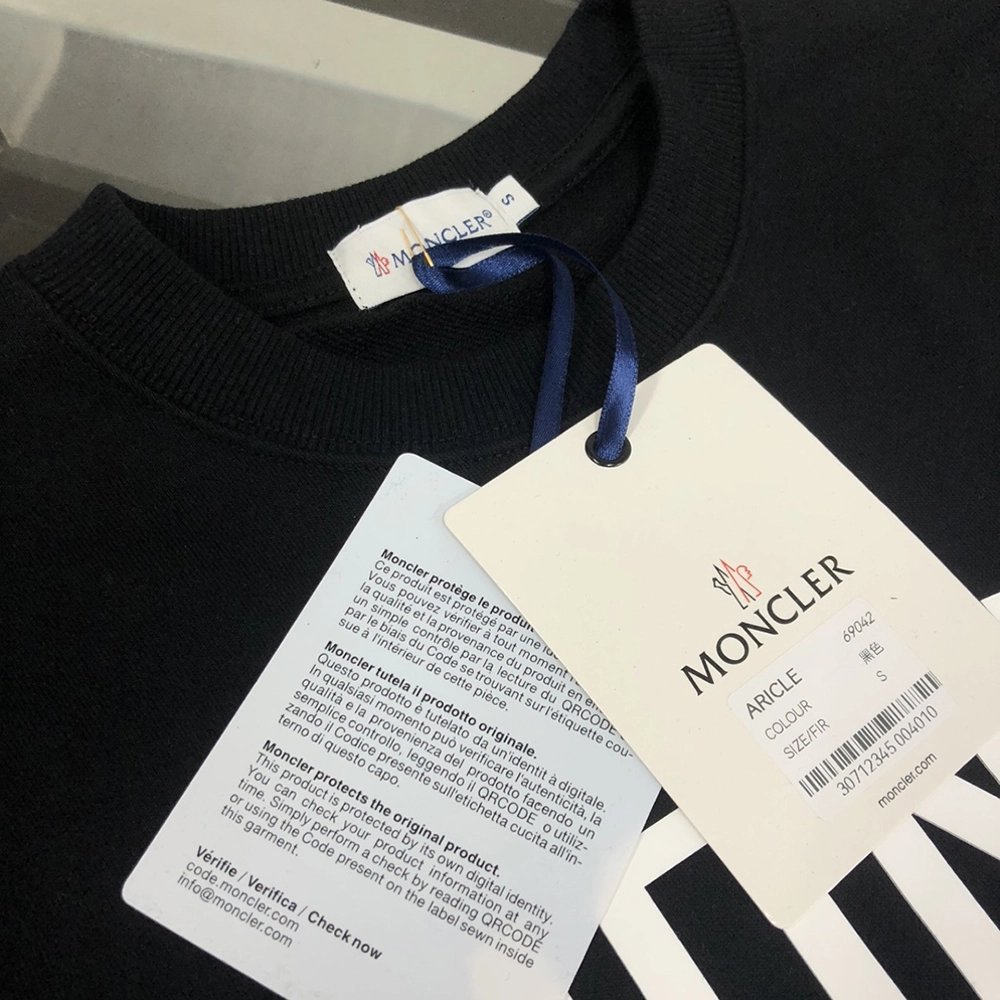 MONCLER®
S
Moncler protège le produi
Ce produit est protégé par une
Vous pouvez vérifier à tout moment
la qualité et la provenance du produit en
un simple contrôle par la lecture du QRCODE
par le biais du Code se trouvant sur l'étiquette cou-
sue à l'intérieur de cette pièce.
Moncler tutela il prodotto originale.
Questo prodotto è tutelato da un'identità digitale.
In qualsiasi momento può verificare l'autenticità, la
qualità e la provenienza del prodotto facendo un
semplice controllo, leggendo il QRCODE o utiliz-
zando il Codice presente sull'etichetta cucita all'in-
terno di questo capo.
Moncler protects the original product.
This product is protected by its own digital identity.
You can check your product information at any
time. Simply perform a check by reading QRCODE
or using the Code present on the label sewn inside
this garment.
Vérifie / Verifica / Check now
code.moncler.com
info@moncler.com
MONCLER
ARICLE 69042
COLOUR 黑色
SIZE/FIR S
30712345 004010
moncler.com